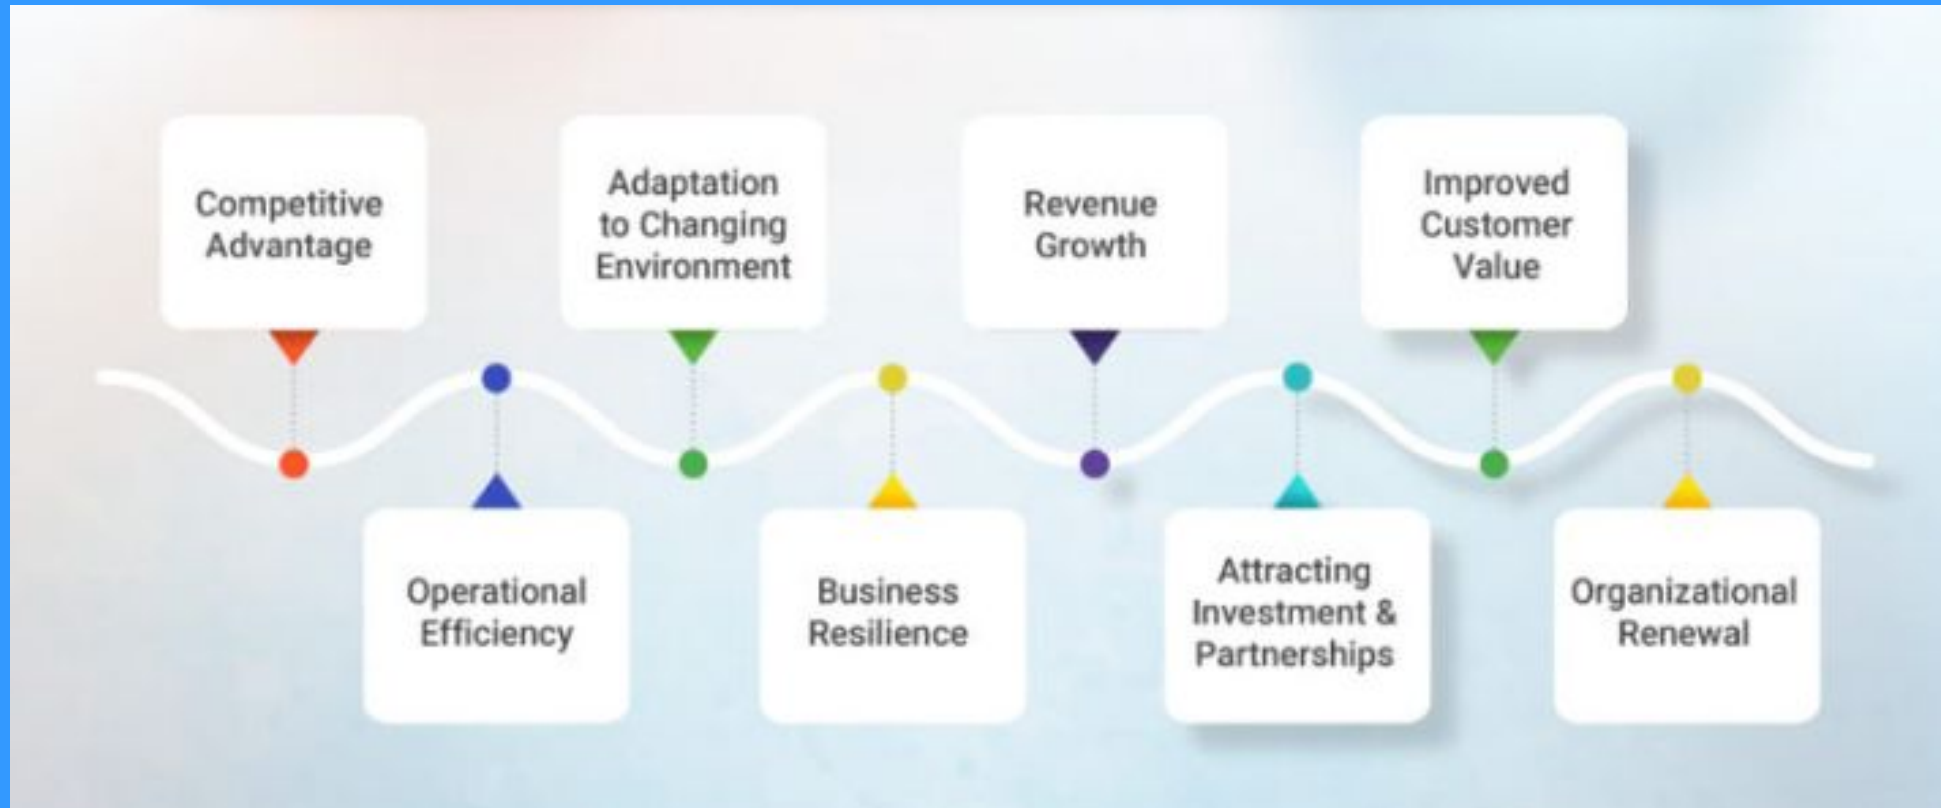 Competitive
Advantage
Operational
Efficiency
Adaptation
to Changing
Environment
Business
Resilience
Revenue
Growth
Attracting
Investment &
Partnerships
Improved
Customer
Value
Organizational
Renewal